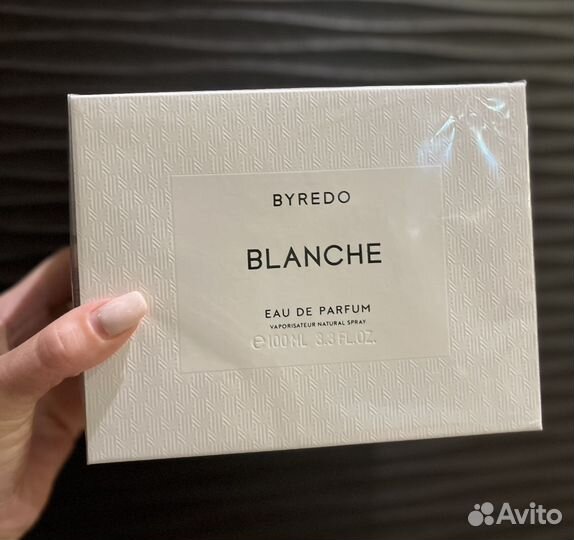 BYREDO
BLANCHE
EAU DE PARFUM
VAPORISATEUR NATURAL SPRAY
℮100 ML 3.3 FL.OZ.
Avito